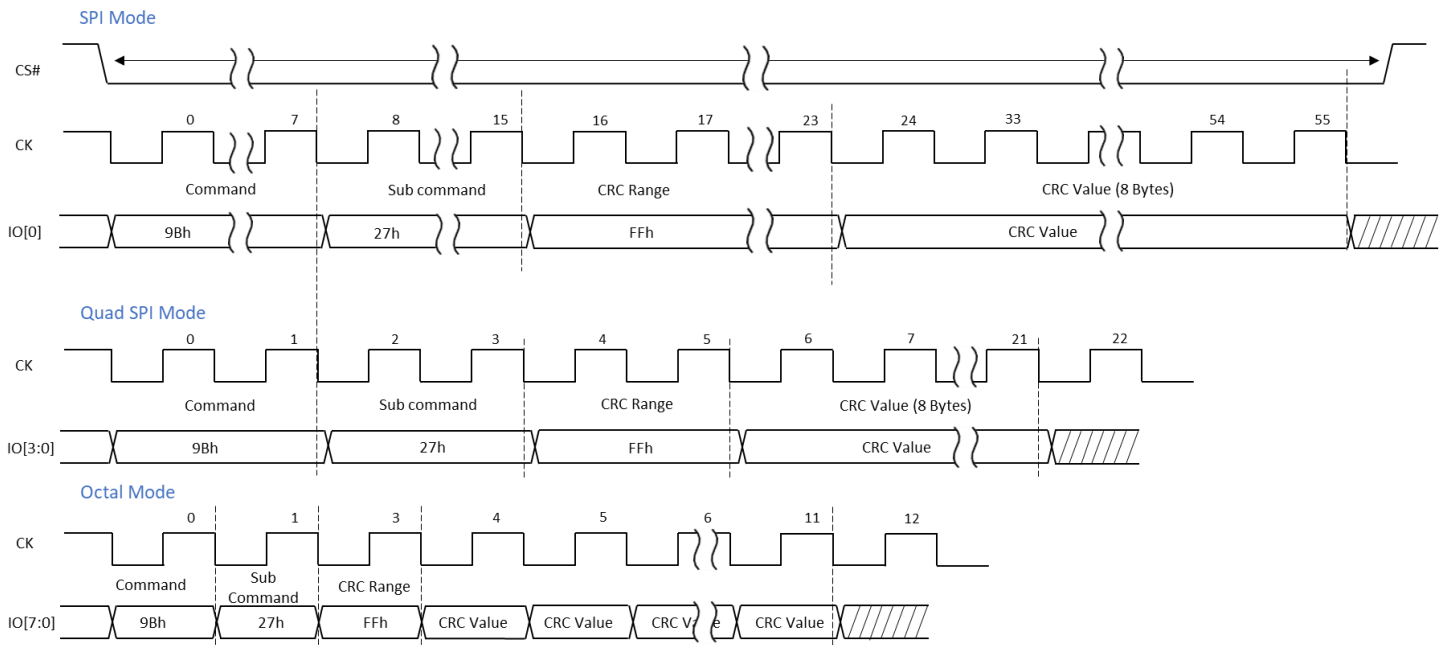 SPI Mode
CS#
0 7 8 15 16 17 23 24 33 54 55
CK
Command Sub command CRC Range CRC Value (8 Bytes)
IO[0] 9Bh 27h FFh CRC Value
Quad SPI Mode
0 1 2 3 4 5 6 7 21 22
CK
Command Sub command CRC Range CRC Value (8 Bytes)
IO[3:0] 9Bh 27h FFh CRC Value
Octal Mode
0 1 3 4 5 6 11 12
CK
Command Sub CRC Range
Command
IO[7:0] 9Bh 27h FFh CRC Value CRC Value CRC Value CRC Value